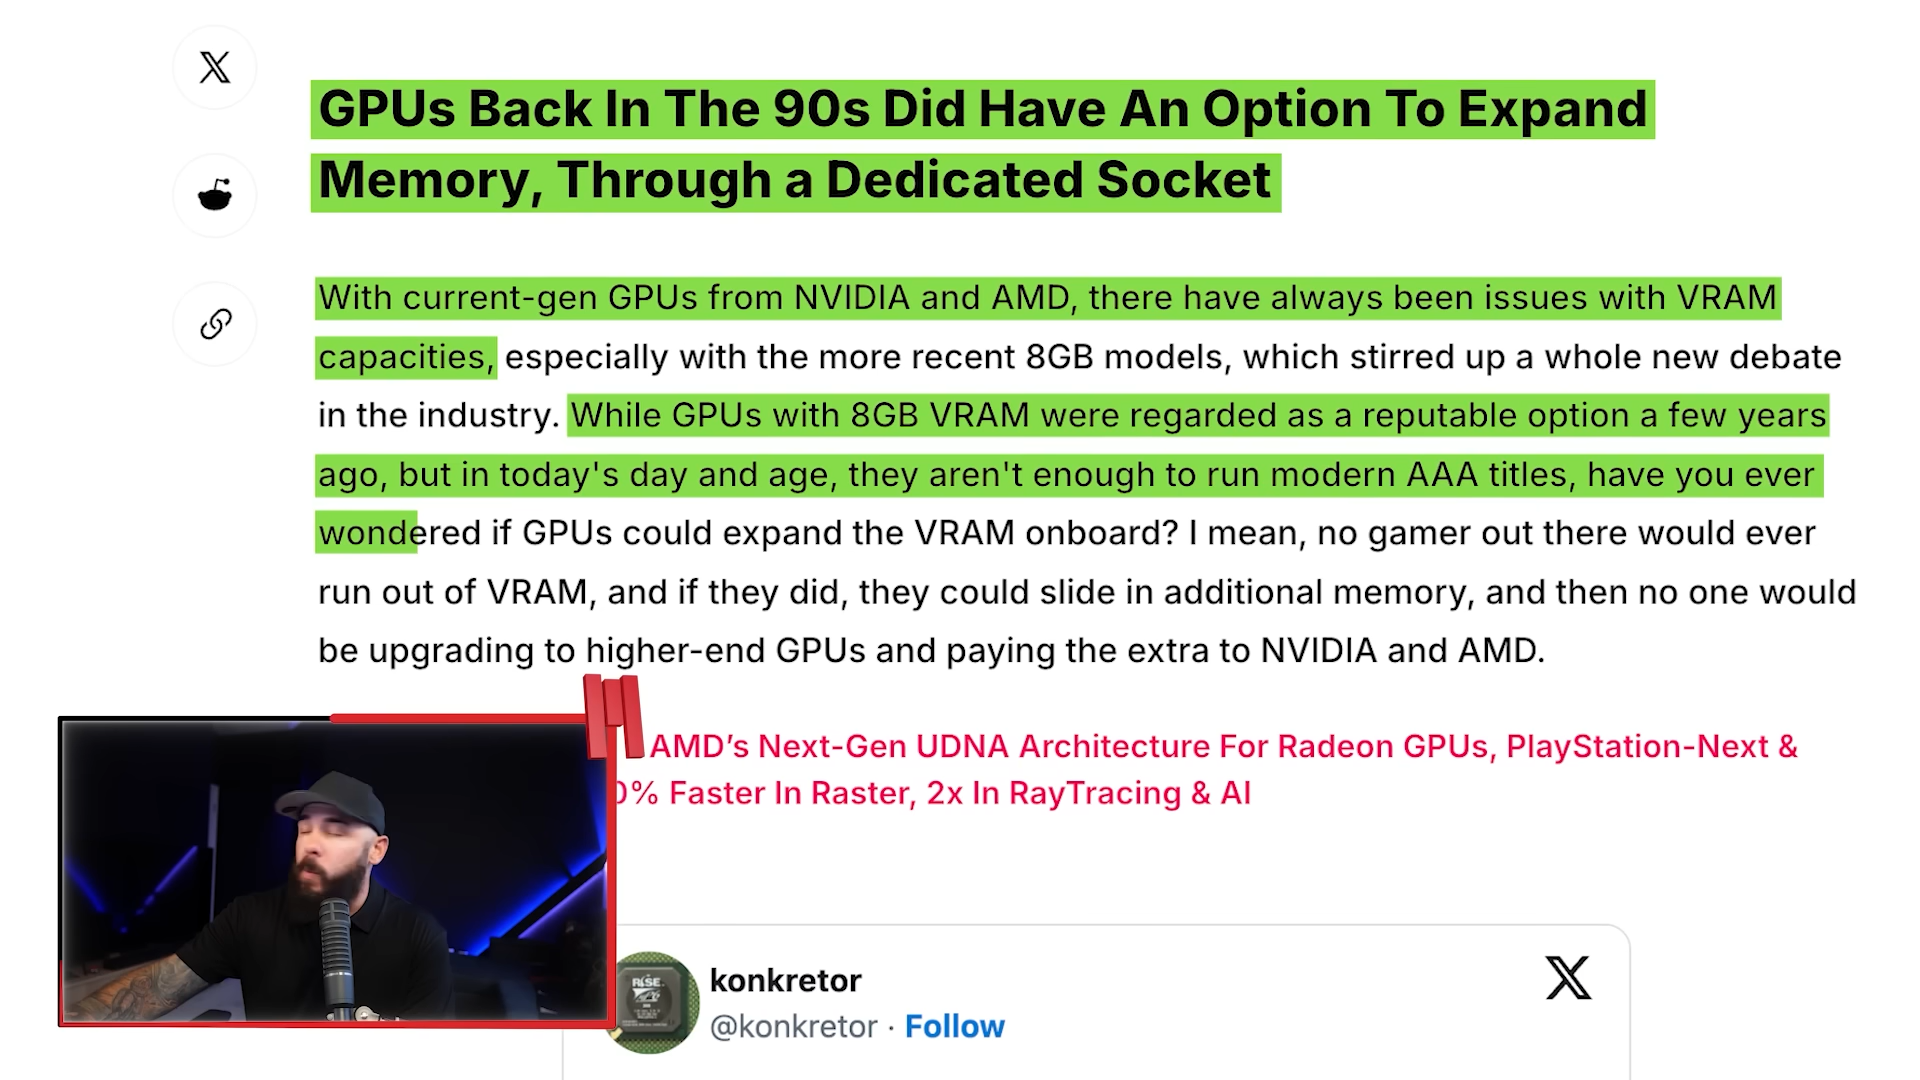 GPUs Back In The 90s Did Have An Option To Expand
Memory, Through a Dedicated Socket
With current-gen GPUs from NVIDIA and AMD, there have always been issues with VRAM
capacities, especially with the more recent 8GB models, which stirred up a whole new debate
in the industry. While GPUs with 8GB VRAM were regarded as a reputable option a few years
ago, but in today's day and age, they aren't enough to run modern AAA titles, have you ever
wondered if GPUs could expand the VRAM onboard? I mean, no gamer out there would ever
run out of VRAM, and if they did, they could slide in additional memory, and then no one would
be upgrading to higher-end GPUs and paying the extra to NVIDIA and AMD.
AMD’s Next-Gen UDNA Architecture For Radeon GPUs, PlayStation-Next &
0% Faster In Raster, 2x In RayTracing & AI
RiSE
konkretor
@konkretor · Follow